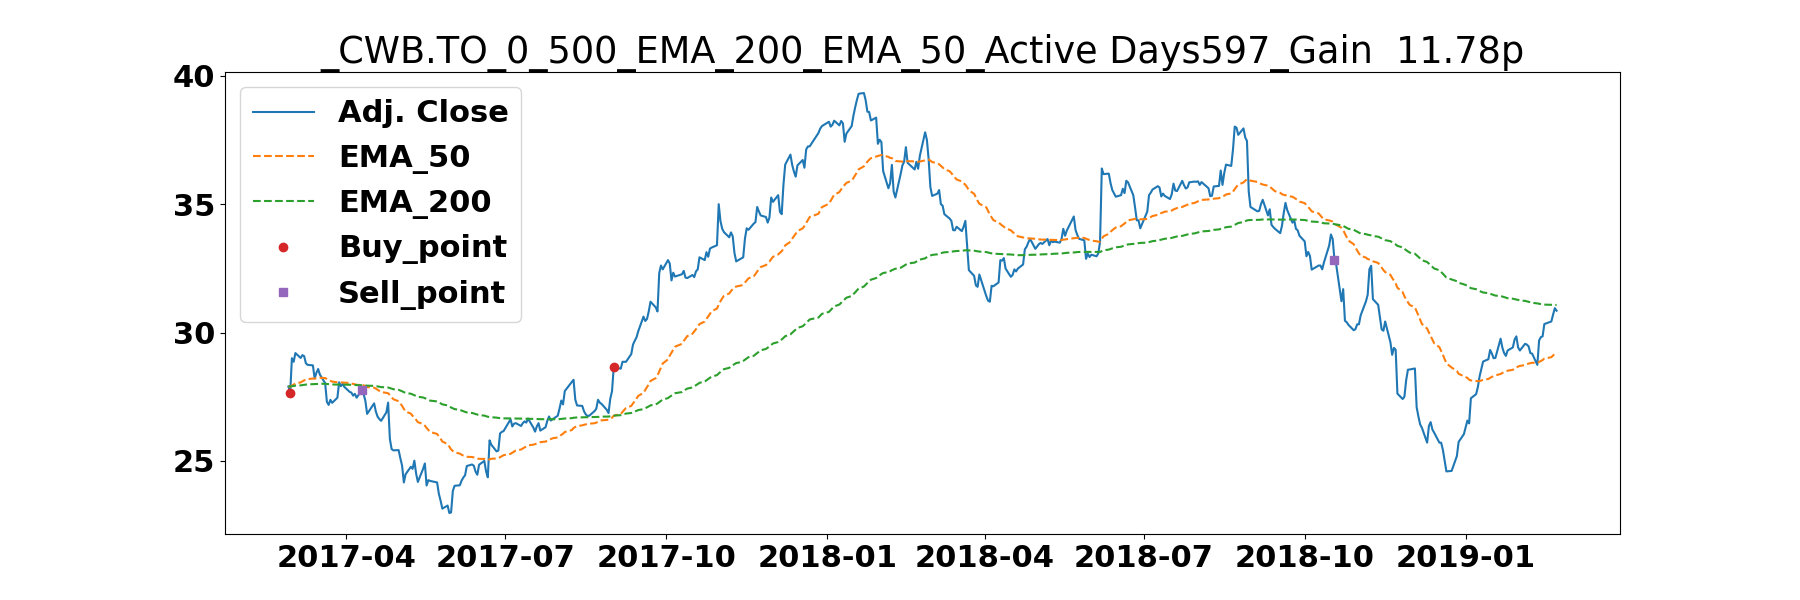 _CWB.TO_0_500_EMA_200_EMA_50_Active Days597_Gain  11.78p
40
35
30
25
Adj. Close
EMA_50
EMA_200
Buy_point
Sell_point
2017-04 2017-07 2017-10 2018-01 2018-04 2018-07 2018-10 2019-01